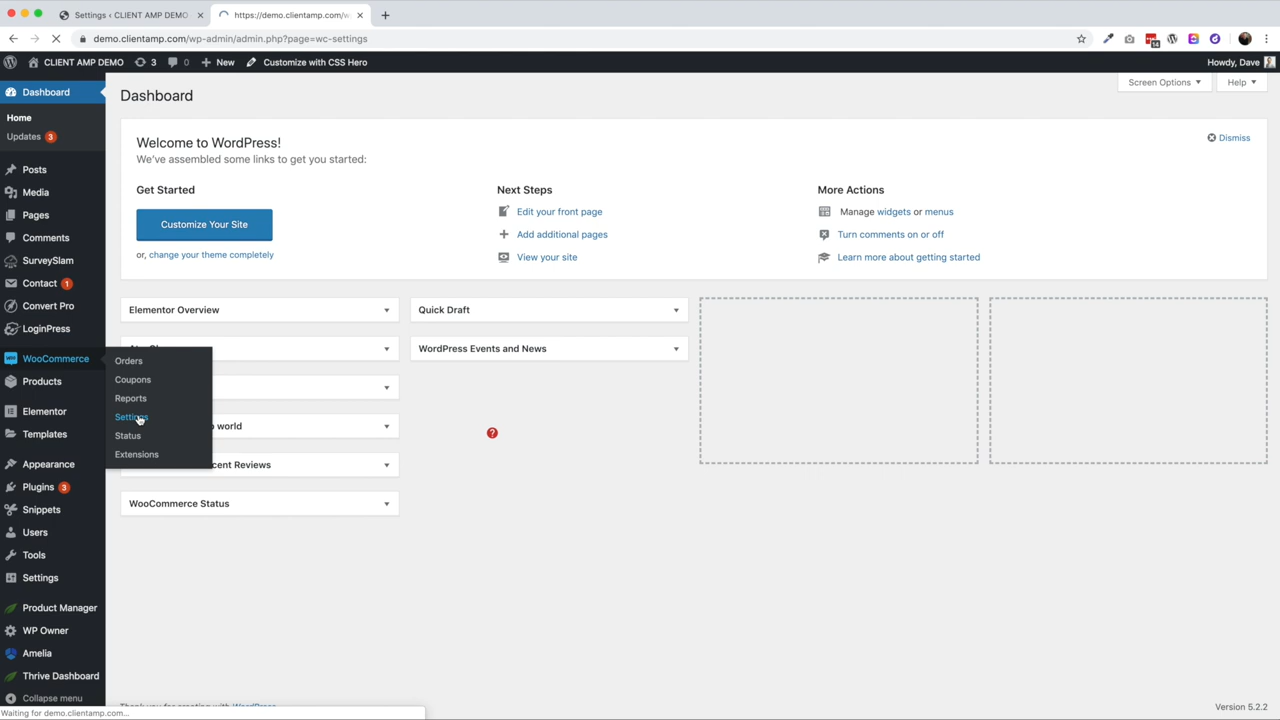 Settings ‹ CLIENT AMP DEMO
https://demo.clientamp.com/w
demo.clientamp.com/wp-admin/admin.php?page=wc-settings
14
CLIENT AMP DEMO 3 0 New Customize with CSS Hero Howdy, Dave
Dashboard
Home
Updates 3
Posts
Media
Pages
Comments
SurveySlam
Contact 1
Convert Pro
LoginPress
WooCommerce
Products
Elementor
Templates
Appearance
Plugins 3
Snippets
Users
Tools
Settings
Product Manager
WP Owner
Amelia
Thrive Dashboard
Collapse menu
Orders
Coupons
Reports
Settings
Status
Extensions
Screen Options Help
Dashboard
Welcome to WordPress!
We've assembled some links to get you started:
Dismiss
Get Started
Customize Your Site
or, change your theme completely
Next Steps
Edit your front page
Add additional pages
View your site
More Actions
Manage widgets or menus
Turn comments on or off
Learn more about getting started
Elementor Overview
world
cent Reviews
WooCommerce Status
Quick Draft
WordPress Events and News
?
Version 5.2.2
Waiting for demo.clientamp.com...